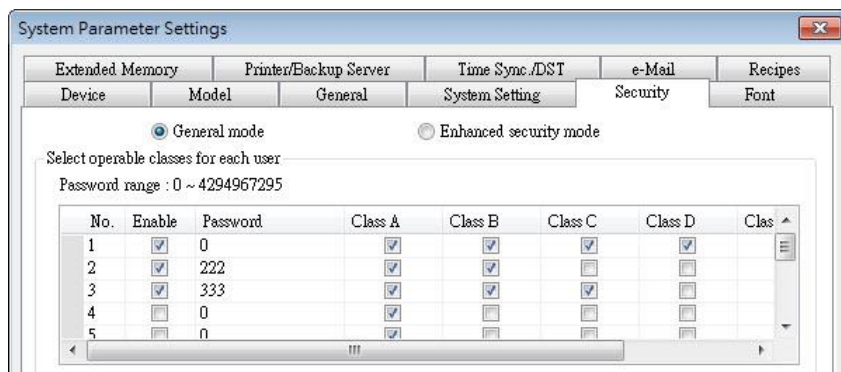 System Parameter Settings
Extended Memory Printer/Backup Server Time Sync./DST e-Mail Recipes
Device Model General System Setting Security Font
General mode Enhanced security mode
Select operable classes for each user
Password range : 0 ~ 4294967295
No. Enable Password Class A Class B Class C Class D Clas
1 0
2 222
3 333
4 0
5 0